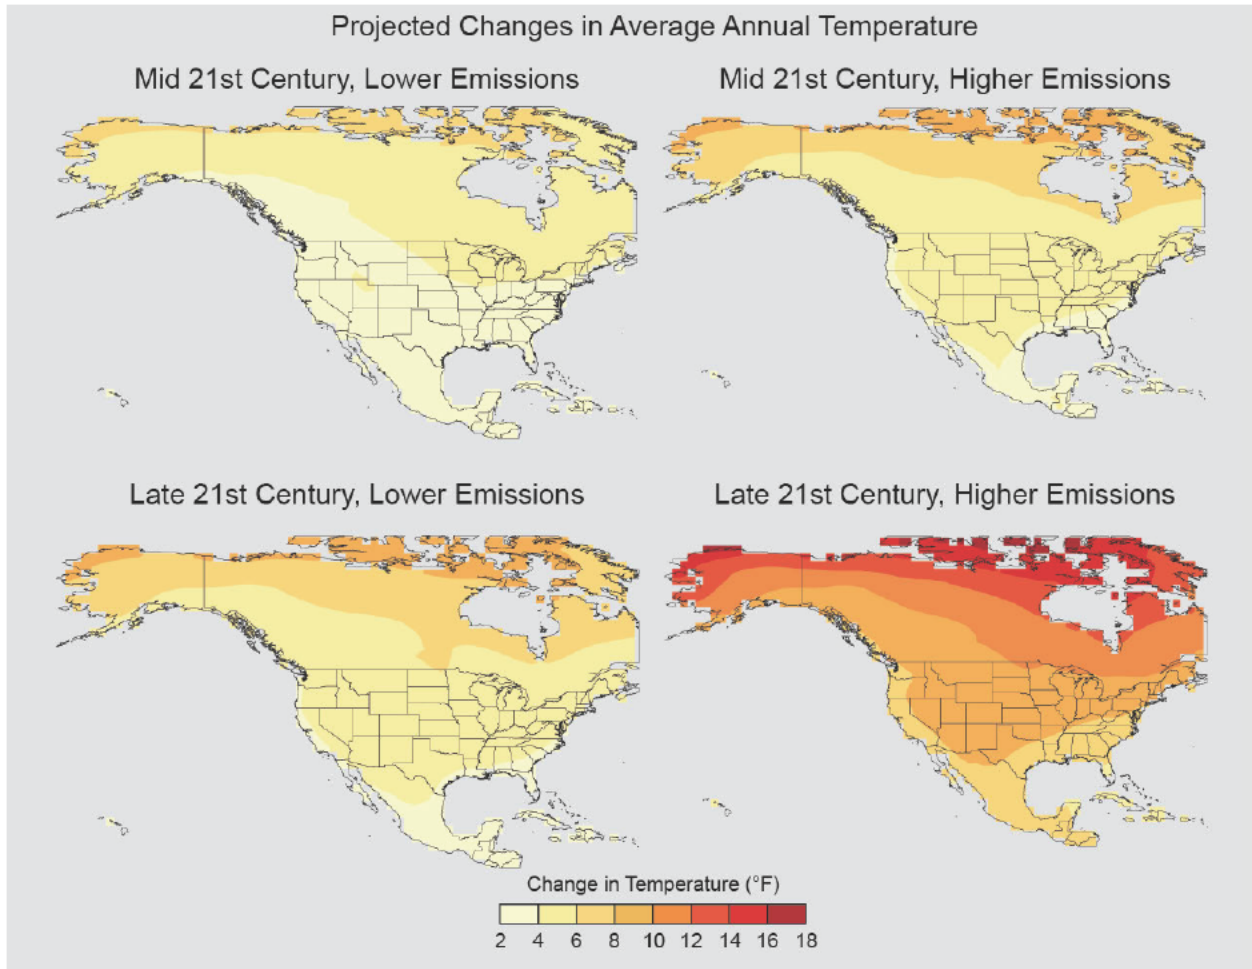 Projected Changes in Average Annual Temperature
Mid 21st Century, Lower Emissions
Mid 21st Century, Higher Emissions
Late 21st Century, Lower Emissions
Late 21st Century, Higher Emissions
Change in Temperature (°F)
2 4 6 8 10 12 14 16 18